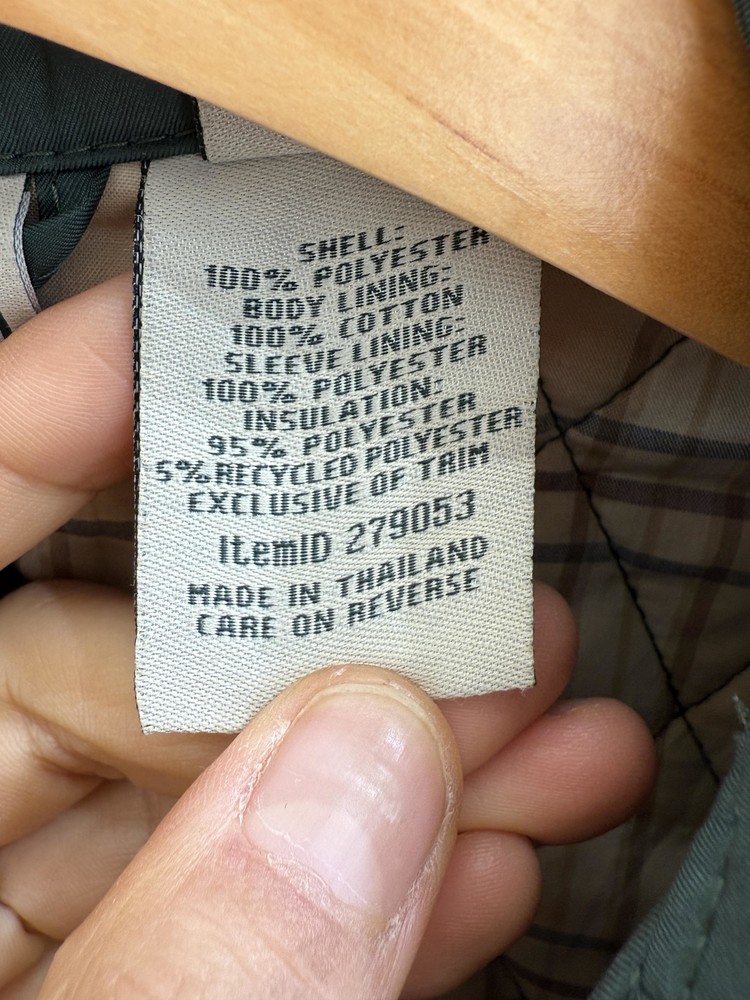 SHELL:
100% POLYESTER
BODY LINING:
100% COTTON
SLEEVE LINING:
100% POLYESTER
INSULATION:
95% POLYESTER
5% RECYCLED POLYESTER
EXCLUSIVE OF TRIM
ItemID 279053
MADE IN THAILAND
CARE ON REVERSE